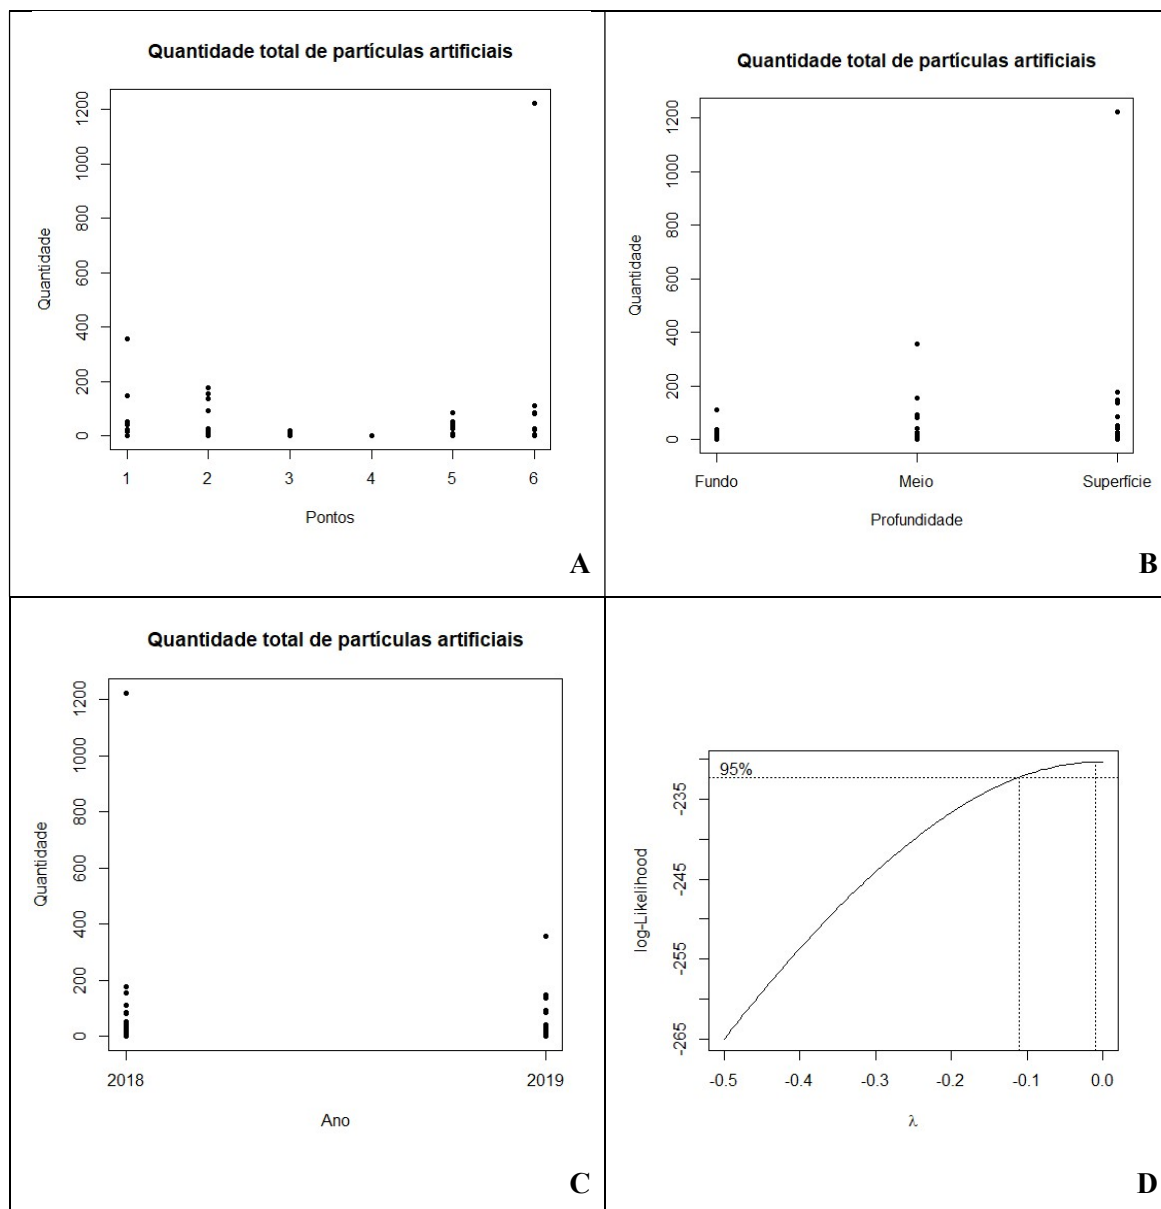 Quantidade total de partículas artificiais
Quantidade
0 200 400 600 800 1000 1200
1 2 3 4 5 6
Pontos
A
Quantidade total de partículas artificiais
Quantidade
0 200 400 600 800 1000 1200
Fundo Meio Superfície
Profundidade
B
Quantidade total de partículas artificiais
Quantidade
0 200 400 600 800 1000 1200
2018 2019
Ano
C
95%
log-Likelihood
-265 -255 -245 -235
-0.5 -0.4 -0.3 -0.2 -0.1 0.0
λ
D